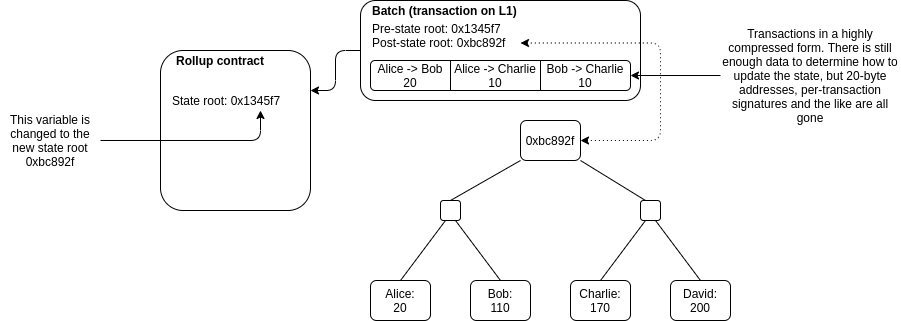 Batch (transaction on L1)
Pre-state root: 0x1345f7
Post-state root: 0xbc892f
Alice -> Bob
20
Alice -> Charlie
10
Bob -> Charlie
10
Transactions in a highly
compressed form. There is still
enough data to determine how to
update the state, but 20-byte
addresses, per-transaction
signatures and the like are all
gone
Rollup contract
State root: 0x1345f7
This variable is
changed to the
new state root
0xbc892f
0xbc892f
Alice:
20
Bob:
110
Charlie:
170
David:
200